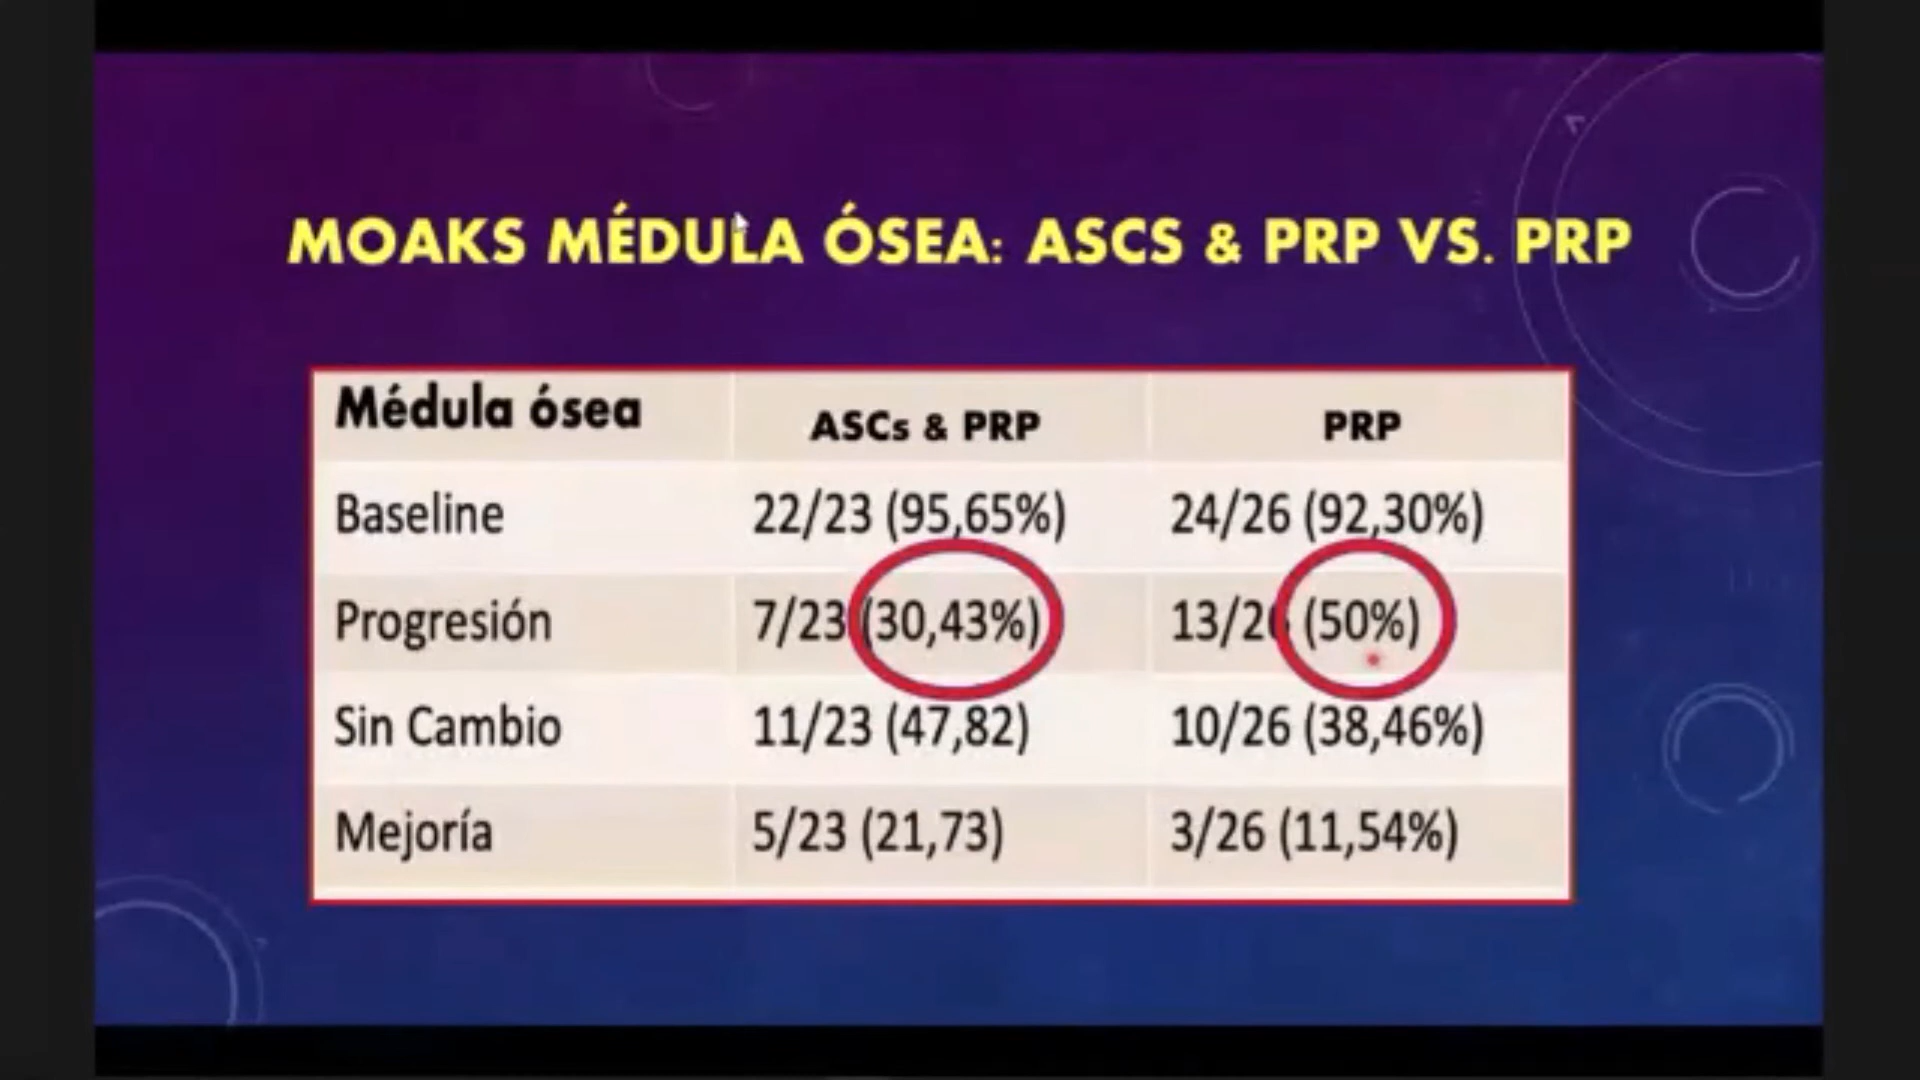 MOAKS MÉDULA ÓSEA: ASCS & PRP VS. PRP
Médula ósea ASCs & PRP PRP
Baseline 22/23 (95,65%) 24/26 (92,30%)
Progresión 7/23 (30,43%) 13/26 (50%)
Sin Cambio 11/23 (47,82) 10/26 (38,46%)
Mejoría 5/23 (21,73) 3/26 (11,54%)